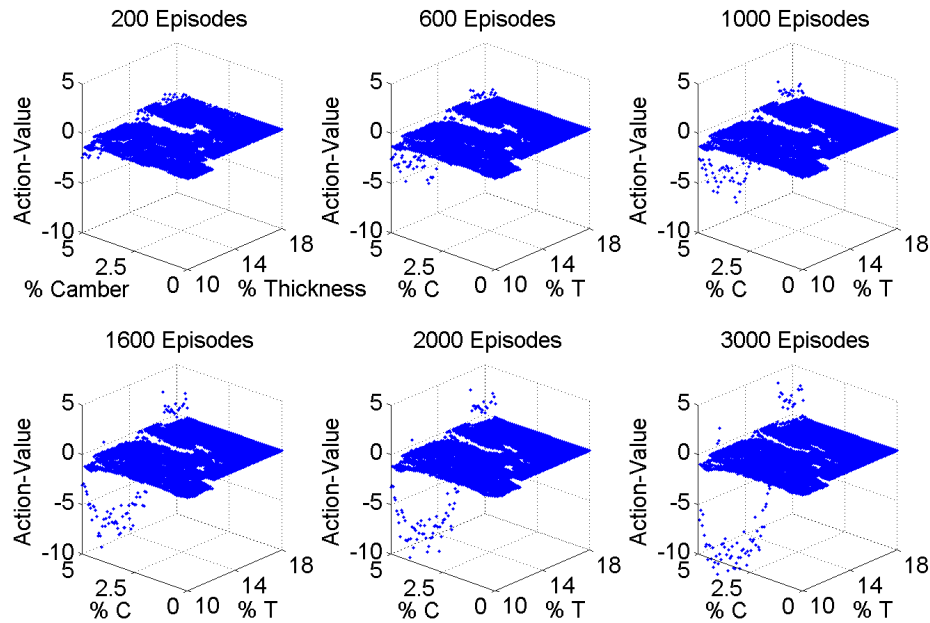 200 Episodes
5
0
-5
-10
Action-Value
5
2.5
0
% Camber
10
14
18
% Thickness
600 Episodes
5
0
-5
-10
Action-Value
5
2.5
0
% C
10
14
18
% T
1000 Episodes
5
0
-5
-10
Action-Value
5
2.5
0
% C
10
14
18
% T
1600 Episodes
5
0
-5
-10
Action-Value
5
2.5
0
% C
10
14
18
% T
2000 Episodes
5
0
-5
-10
Action-Value
5
2.5
0
% C
10
14
18
% T
3000 Episodes
5
0
-5
-10
Action-Value
5
2.5
0
% C
10
14
18
% T